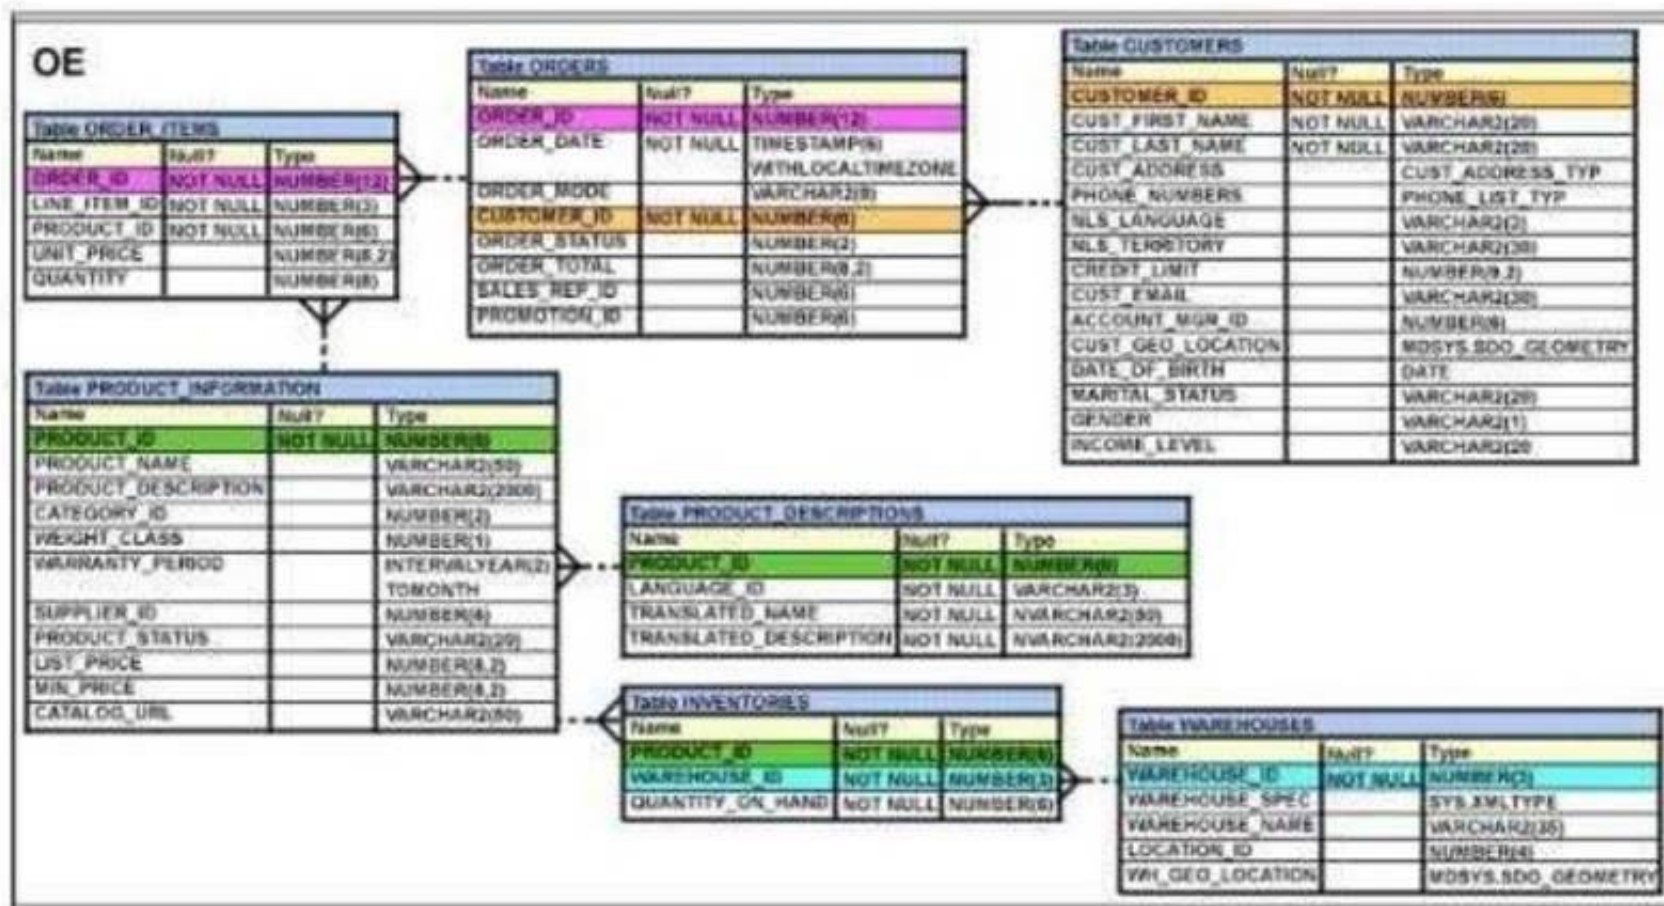 OE
Table ORDER_ITEMS
Name Null? Type
ORDER_ID NOT NULL NUMBER(12)
LINE_ITEM_ID NOT NULL NUMBER(3)
PRODUCT_ID NOT NULL NUMBER(6)
UNIT_PRICE NUMBER(8,2)
QUANTITY NUMBER(8)
Table ORDERS
Name Null? Type
ORDER_ID NOT NULL NUMBER(12)
ORDER_DATE NOT NULL TIMESTAMP(6)
WITHLOCALTIMEZONE
ORDER_MODE VARCHAR2(8)
CUSTOMER_ID NOT NULL NUMBER(6)
ORDER_STATUS NUMBER(2)
ORDER_TOTAL NUMBER(8,2)
SALES_REP_ID NUMBER(6)
PROMOTION_ID NUMBER(6)
Table CUSTOMERS
Name Null? Type
CUSTOMER_ID NOT NULL NUMBER(6)
CUST_FIRST_NAME NOT NULL VARCHAR2(20)
CUST_LAST_NAME NOT NULL VARCHAR2(20)
CUST_ADDRESS CUST_ADDRESS_TYP
PHONE_NUMBERS PHONE_LIST_TYP
NLS_LANGUAGE VARCHAR2(3)
NLS_TERRITORY VARCHAR2(30)
CREDIT_LIMIT NUMBER(9,2)
CUST_EMAIL VARCHAR2(30)
ACCOUNT_MGR_ID NUMBER(6)
CUST_GEO_LOCATION MDSYS.SDO_GEOMETRY
DATE_OF_BIRTH DATE
MARITAL_STATUS VARCHAR2(20)
GENDER VARCHAR2(1)
INCOME_LEVEL VARCHAR2(20
Table PRODUCT_INFORMATION
Name Null? Type
PRODUCT_ID NOT NULL NUMBER(6)
PRODUCT_NAME VARCHAR2(50)
PRODUCT_DESCRIPTION VARCHAR2(2000)
CATEGORY_ID NUMBER(2)
WEIGHT_CLASS NUMBER(1)
WARRANTY_PERIOD INTERVALYEAR(2)
TOMONTH
SUPPLIER_ID NUMBER(6)
PRODUCT_STATUS VARCHAR2(20)
LIST_PRICE NUMBER(8,2)
MIN_PRICE NUMBER(8,2)
CATALOG_URL VARCHAR2(50)
Table PRODUCT_DESCRIPTIONS
Name Null? Type
PRODUCT_ID NOT NULL NUMBER(6)
LANGUAGE_ID NOT NULL VARCHAR2(3)
TRANSLATED_NAME NOT NULL NVARCHAR2(50)
TRANSLATED_DESCRIPTION NOT NULL NVARCHAR2(2000)
Table INVENTORIES
Name Null? Type
PRODUCT_ID NOT NULL NUMBER(6)
WAREHOUSE_ID NOT NULL NUMBER(3)
QUANTITY_ON_HAND NOT NULL NUMBER(8)
Table WAREHOUSES
Name Null? Type
WAREHOUSE_ID NOT NULL NUMBER(3)
WAREHOUSE_SPEC SYS.XMLTYPE
WAREHOUSE_NAME VARCHAR2(35)
LOCATION_ID NUMBER(4)
WH_GEO_LOCATION MDSYS.SDO_GEOMETRY